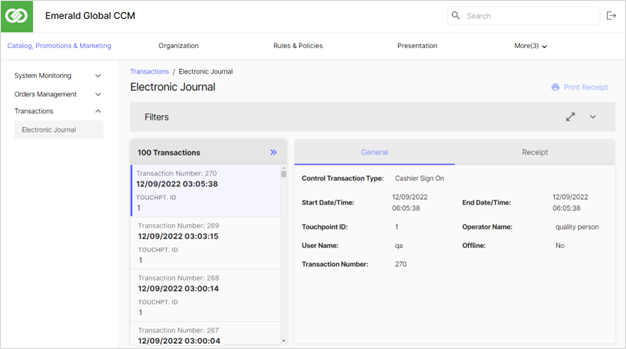 Emerald Global CCM
Search
Catalog, Promotions & Marketing
Organization
Rules & Policies
Presentation
More(3)
System Monitoring
Orders Management
Transactions
Electronic Journal
Transactions / Electronic Journal
Electronic Journal
Print Receipt
Filters
100 Transactions
Transaction Number: 270
12/09/2022 03:05:38
TOUCHPT. ID
1
Transaction Number: 269
12/09/2022 03:03:15
TOUCHPT. ID
1
Transaction Number: 268
12/09/2022 03:00:14
TOUCHPT. ID
1
Transaction Number: 267
12/09/2022 03:00:04
General
Receipt
Control Transaction Type: Cashier Sign On
Start Date/Time: 12/09/2022 06:05:38
End Date/Time: 12/09/2022 06:05:38
Touchpoint ID: 1
Operator Name: quality person
User Name: qa
Offline: No
Transaction Number: 270